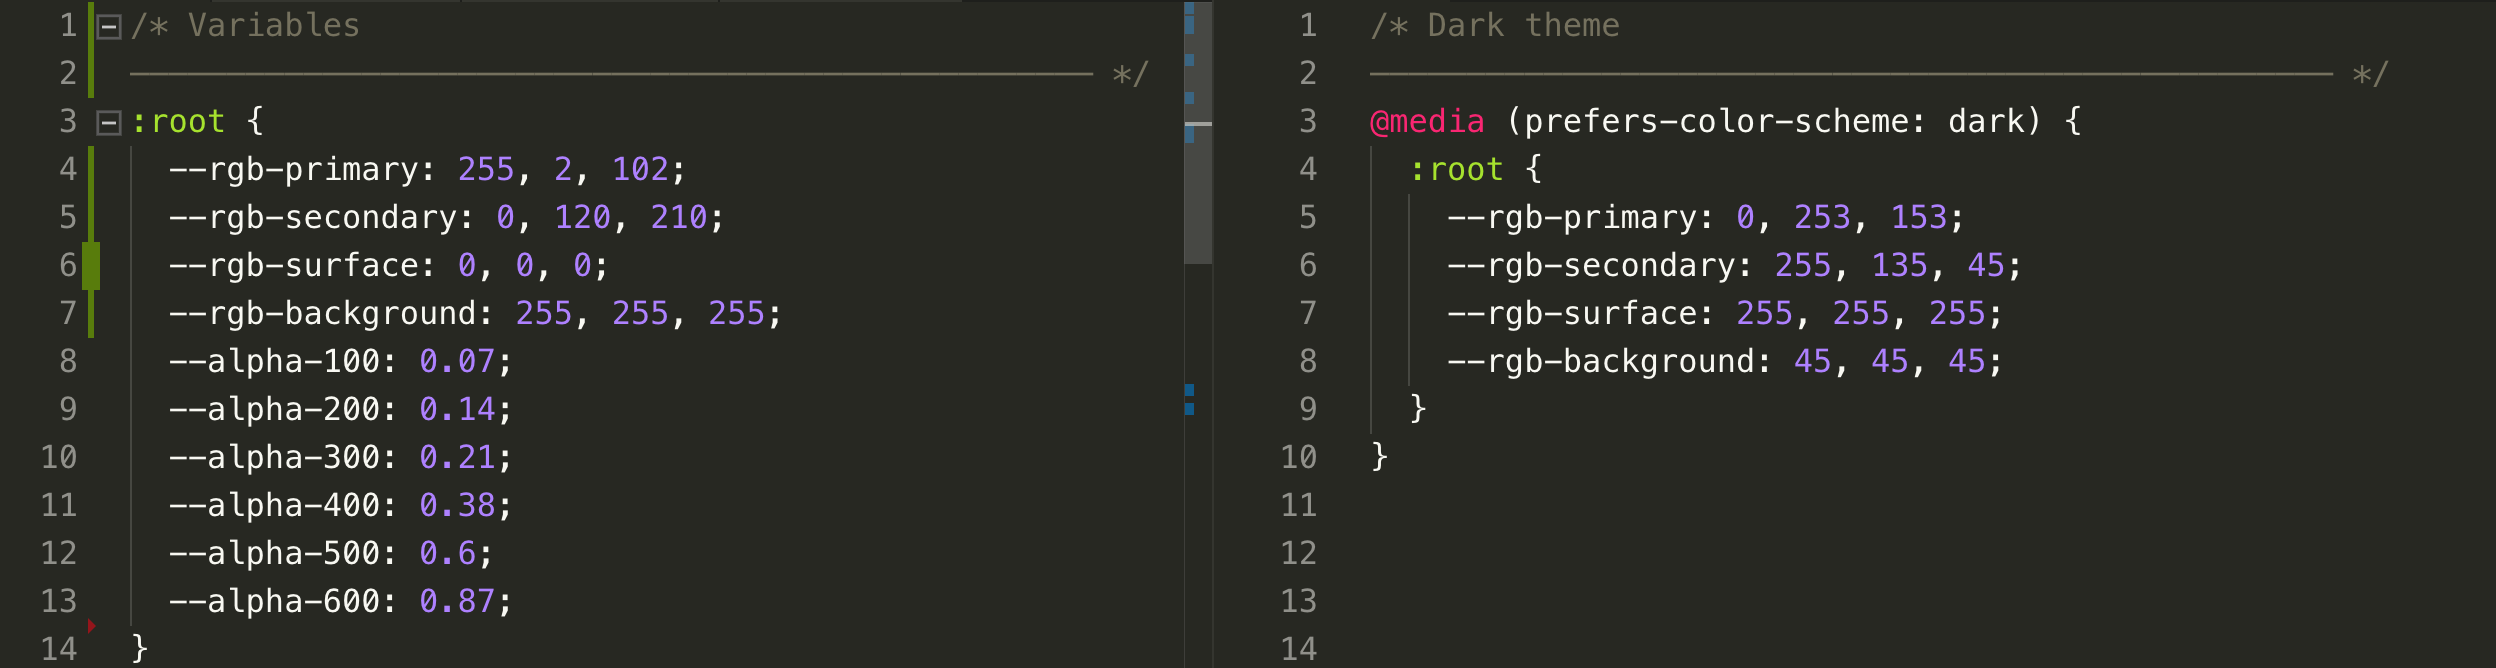 1 /* Variables
2 ────────────────────────────────────────────────── */
3 :root {
4 --rgb-primary: 255, 2, 102;
5 --rgb-secondary: 0, 120, 210;
6 --rgb-surface: 0, 0, 0;
7 --rgb-background: 255, 255, 255;
8 --alpha-100: 0.07;
9 --alpha-200: 0.14;
10 --alpha-300: 0.21;
11 --alpha-400: 0.38;
12 --alpha-500: 0.6;
13 --alpha-600: 0.87;
14 }
1 /* Dark theme
2 ────────────────────────────────────────────────── */
3 @media (prefers-color-scheme: dark) {
4 :root {
5 --rgb-primary: 0, 253, 153;
6 --rgb-secondary: 255, 135, 45;
7 --rgb-surface: 255, 255, 255;
8 --rgb-background: 45, 45, 45;
9 }
10 }
11
12
13
14